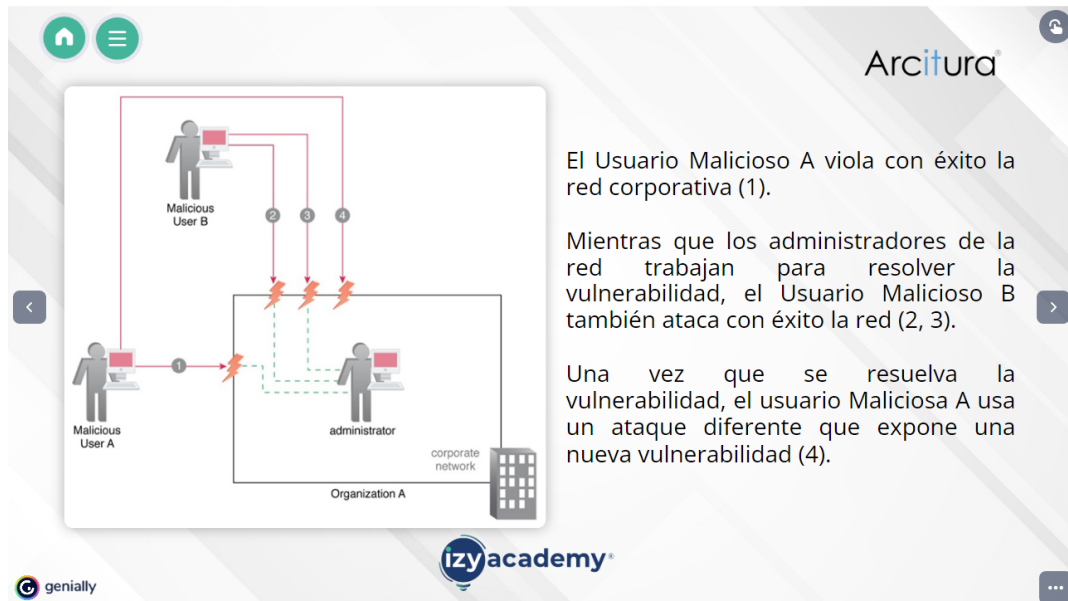 Arcitura®
Malicious
User B
2
3
4
1
Malicious
User A
administrator
corporate
network
Organization A
El Usuario Malicioso A viola con éxito la
red corporativa (1).
Mientras que los administradores de la
red trabajan para resolver la
vulnerabilidad, el Usuario Malicioso B
también ataca con éxito la red (2, 3).
Una vez que se resuelva la
vulnerabilidad, el usuario Maliciosa A usa
un ataque diferente que expone una
nueva vulnerabilidad (4).
izyacademy®
genially